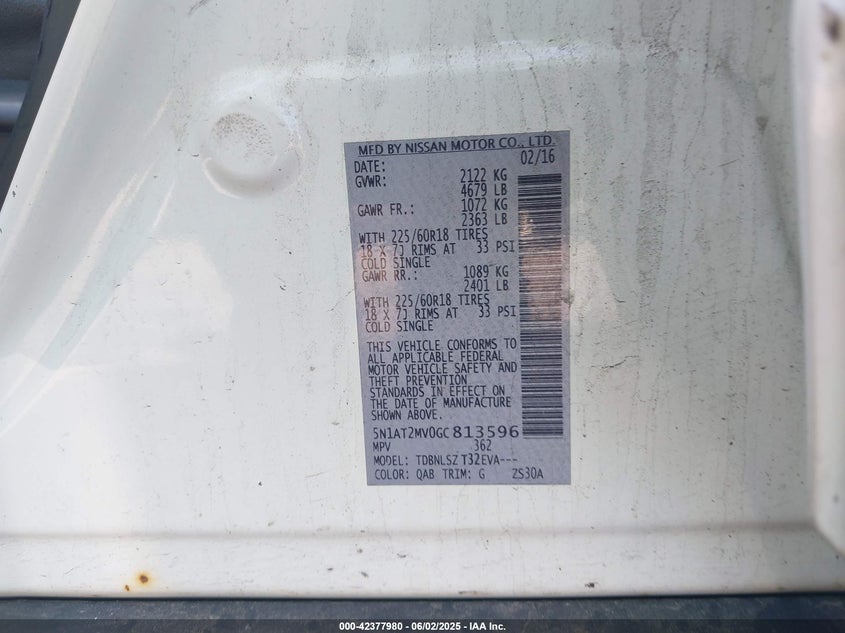 MFD BY NISSAN MOTOR CO., LTD.
DATE: 02/16
GVWR: 2122 KG
4679 LB
GAWR FR.: 1072 KG
2363 LB
WITH 225/60R18 TIRES
18 X 7J RIMS AT 33 PSI
COLD SINGLE
GAWR RR.: 1089 KG
2401 LB
WITH 225/60R18 TIRES
18 X 7J RIMS AT 33 PSI
COLD SINGLE
THIS VEHICLE CONFORMS TO
ALL APPLICABLE FEDERAL
MOTOR VEHICLE SAFETY AND
THEFT PREVENTION
STANDARDS IN EFFECT ON
THE DATE OF MANUFACTURE
SHOWN ABOVE.
5N1AT2MV0GC813596
MPV 362
MODEL: TDBNLSZ T32EVA---
COLOR: QAB TRIM: G ZS30A
000-42377980 - 06/02/2025 - IAA Inc.